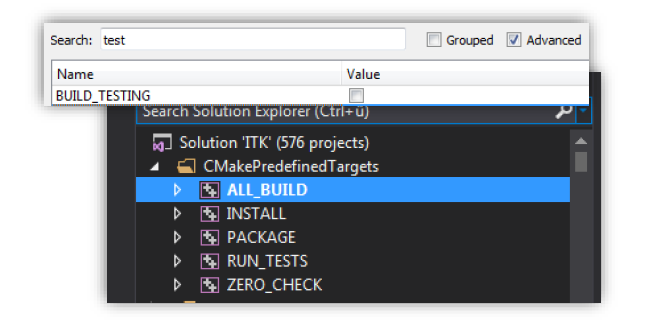 Search: test Grouped Advanced
Name Value
BUILD_TESTING
Search Solution Explorer (Ctrl+ü)
Solution 'ITK' (576 projects)
CMakePredefinedTargets
ALL_BUILD
INSTALL
PACKAGE
RUN_TESTS
ZERO_CHECK